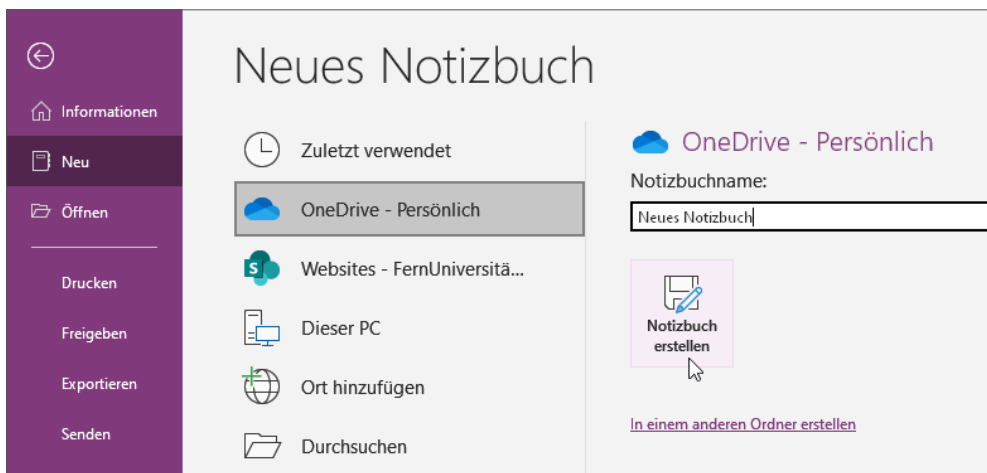 Informationen
Neu
Öffnen
Drucken
Freigeben
Exportieren
Senden
Neues Notizbuch
Zuletzt verwendet
OneDrive - Persönlich
Websites - FernUniversitä...
Dieser PC
Ort hinzufügen
Durchsuchen
OneDrive - Persönlich
Notizbuchname:
Neues Notizbuch
Notizbuch
erstellen
In einem anderen Ordner erstellen